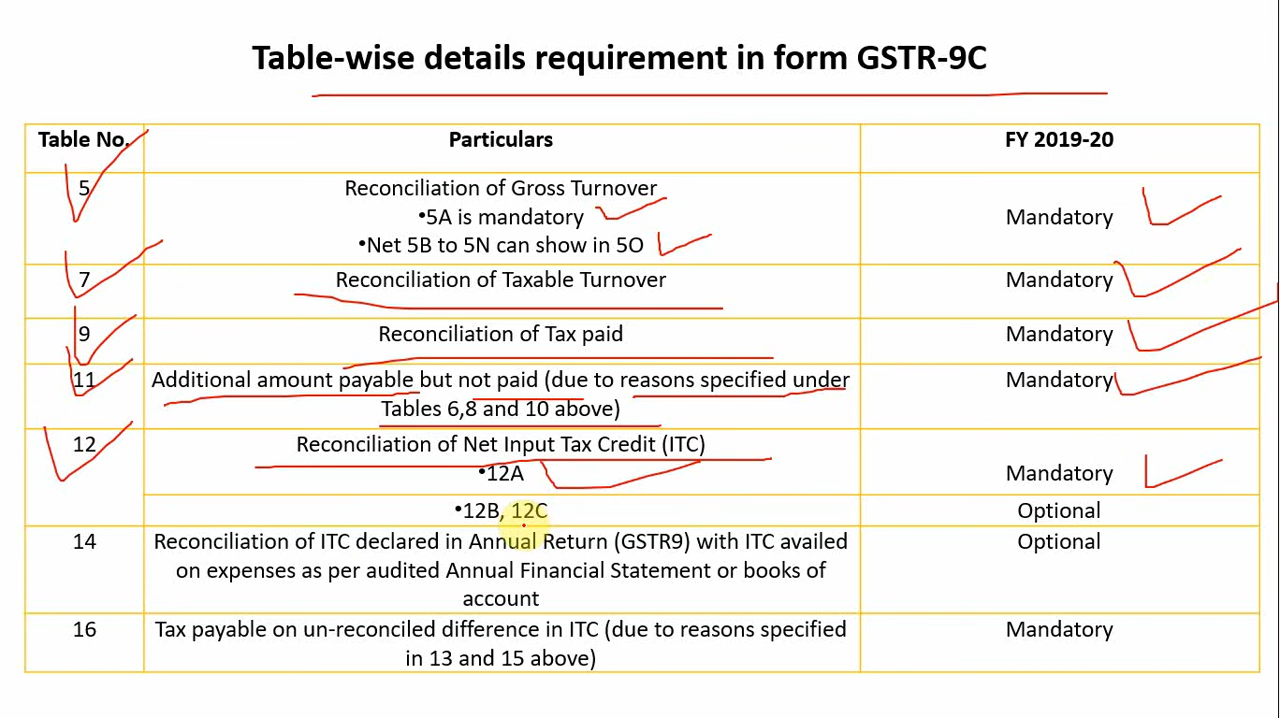 Table-wise details requirement in form GSTR-9C
Table No. Particulars FY 2019-20
5 Reconciliation of Gross Turnover
•5A is mandatory Mandatory
•Net 5B to 5N can show in 5O
7 Reconciliation of Taxable Turnover Mandatory
9 Reconciliation of Tax paid Mandatory
11 Additional amount payable but not paid (due to reasons specified under Mandatory
Tables 6,8 and 10 above)
12 Reconciliation of Net Input Tax Credit (ITC)
•12A Mandatory
•12B, 12C Optional
14 Reconciliation of ITC declared in Annual Return (GSTR9) with ITC availed Optional
on expenses as per audited Annual Financial Statement or books of
account
16 Tax payable on un-reconciled difference in ITC (due to reasons specified Mandatory
in 13 and 15 above)